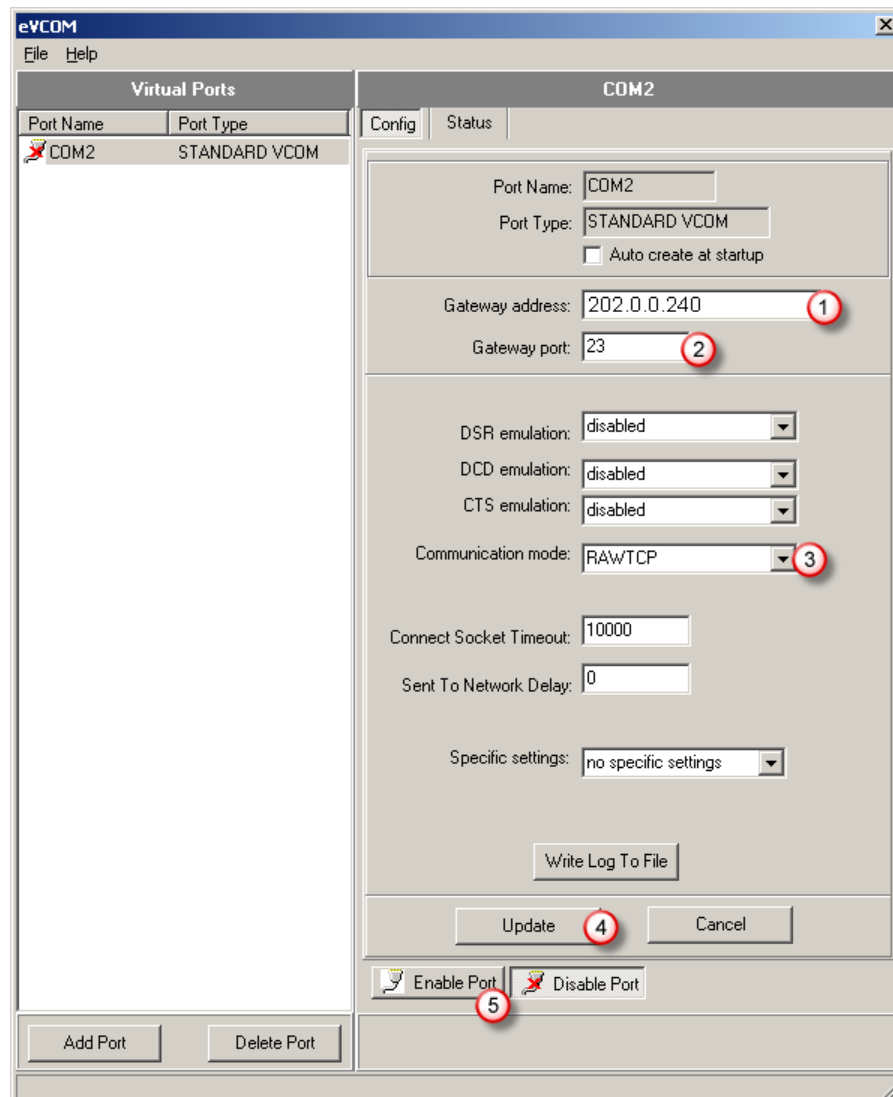 eVCOM
File Help
Virtual Ports
COM2
Port Name Port Type
COM2 STANDARD VCOM
Config Status
Port Name: COM2
Port Type: STANDARD VCOM
Auto create at startup
Gateway address: 202.0.0.240 1
Gateway port: 23 2
DSR emulation: disabled
DCD emulation: disabled
CTS emulation: disabled
Communication mode: RAWTCP 3
Connect Socket Timeout: 10000
Sent To Network Delay: 0
Specific settings: no specific settings
Write Log To File
Update 4 Cancel
Enable Port 5 Disable Port
Add Port Delete Port